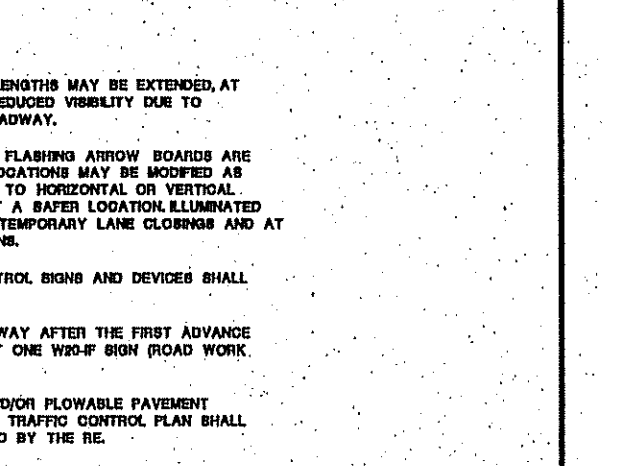 ENGTHS MAY BE EXTENDED, AT
EDUCED VISIBILITY DUE TO
ADWAY.
FLASHING ARROW BOARDS ARE
OCATIONS MAY BE MODIFIED AS
TO HORIZONTAL OR VERTICAL
T A SAFER LOCATION. ILLUMINATED
TEMPORARY LANE CLOSINGS AND AT
NS.
TROL SIGNS AND DEVICES SHALL
WAY AFTER THE FIRST ADVANCE
T ONE W20-1F SIGN (ROAD WORK
D/OR PLOWABLE PAVEMENT
TRAFFIC CONTROL PLAN SHALL
D BY THE RE.